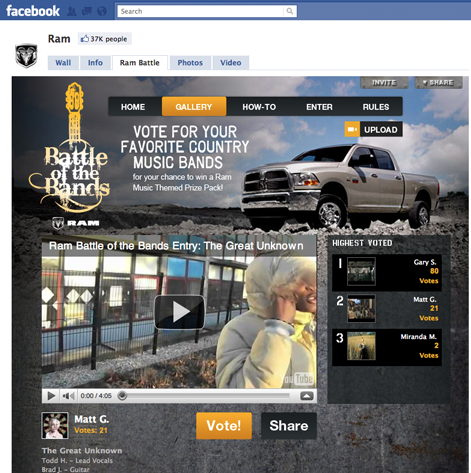 facebook
Search
Ram
37K people
Wall
Info
Ram Battle
Photos
Video
INVITE
SHARE
HOME
GALLERY
HOW-TO
ENTER
RULES
UPLOAD
Battle
of the
Bands
RAM
VOTE FOR YOUR
FAVORITE COUNTRY
MUSIC BANDS
for your chance to win a Ram
Music Themed Prize Pack!
Ram Battle of the Bands Entry: The Great Unknown
YouTube
0:00 / 4:05
HIGHEST VOTED
1
Gary S.
80
Votes
2
Matt G.
21
Votes
3
Miranda M.
2
Votes
Matt G.
Votes: 21
Vote!
Share
The Great Unknown
Todd H. – Lead Vocals
Brad J. – Guitar